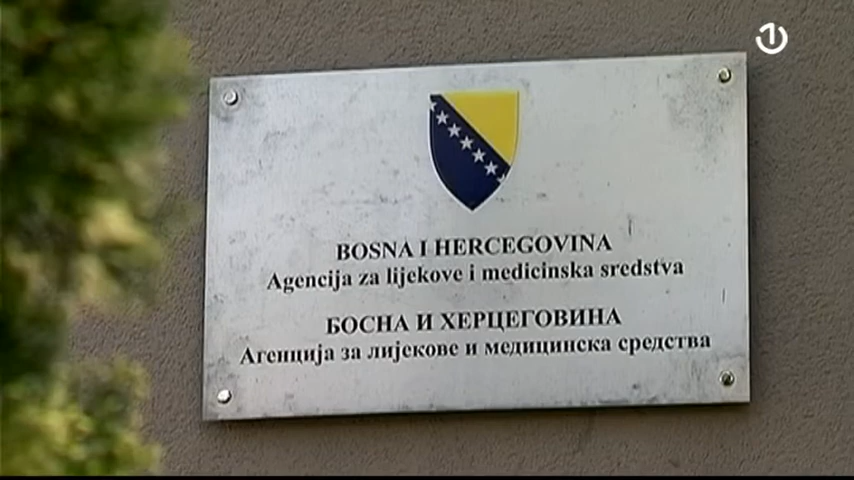 BOSNA I HERCEGOVINA
Agencija za lijekove i medicinska sredstva
БОСНА И ХЕРЦЕГОВИНА
Агенција за лијекове и медицинска средства